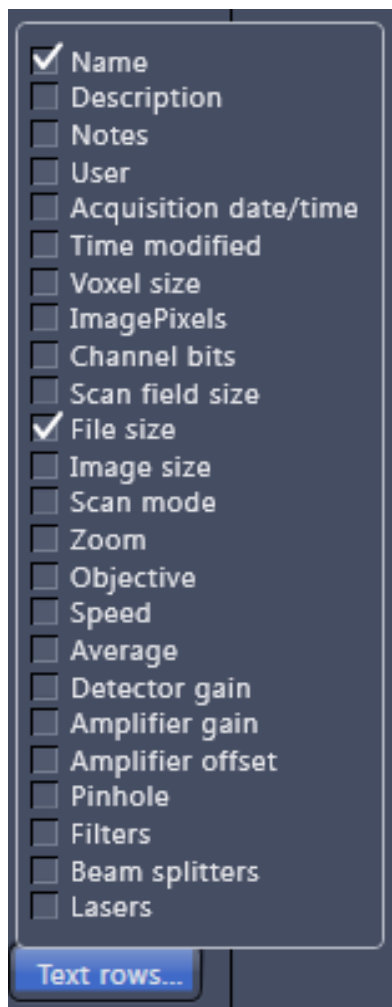 Name
Description
Notes
User
Acquisition date/time
Time modified
Voxel size
ImagePixels
Channel bits
Scan field size
File size
Image size
Scan mode
Zoom
Objective
Speed
Average
Detector gain
Amplifier gain
Amplifier offset
Pinhole
Filters
Beam splitters
Lasers
Text rows...